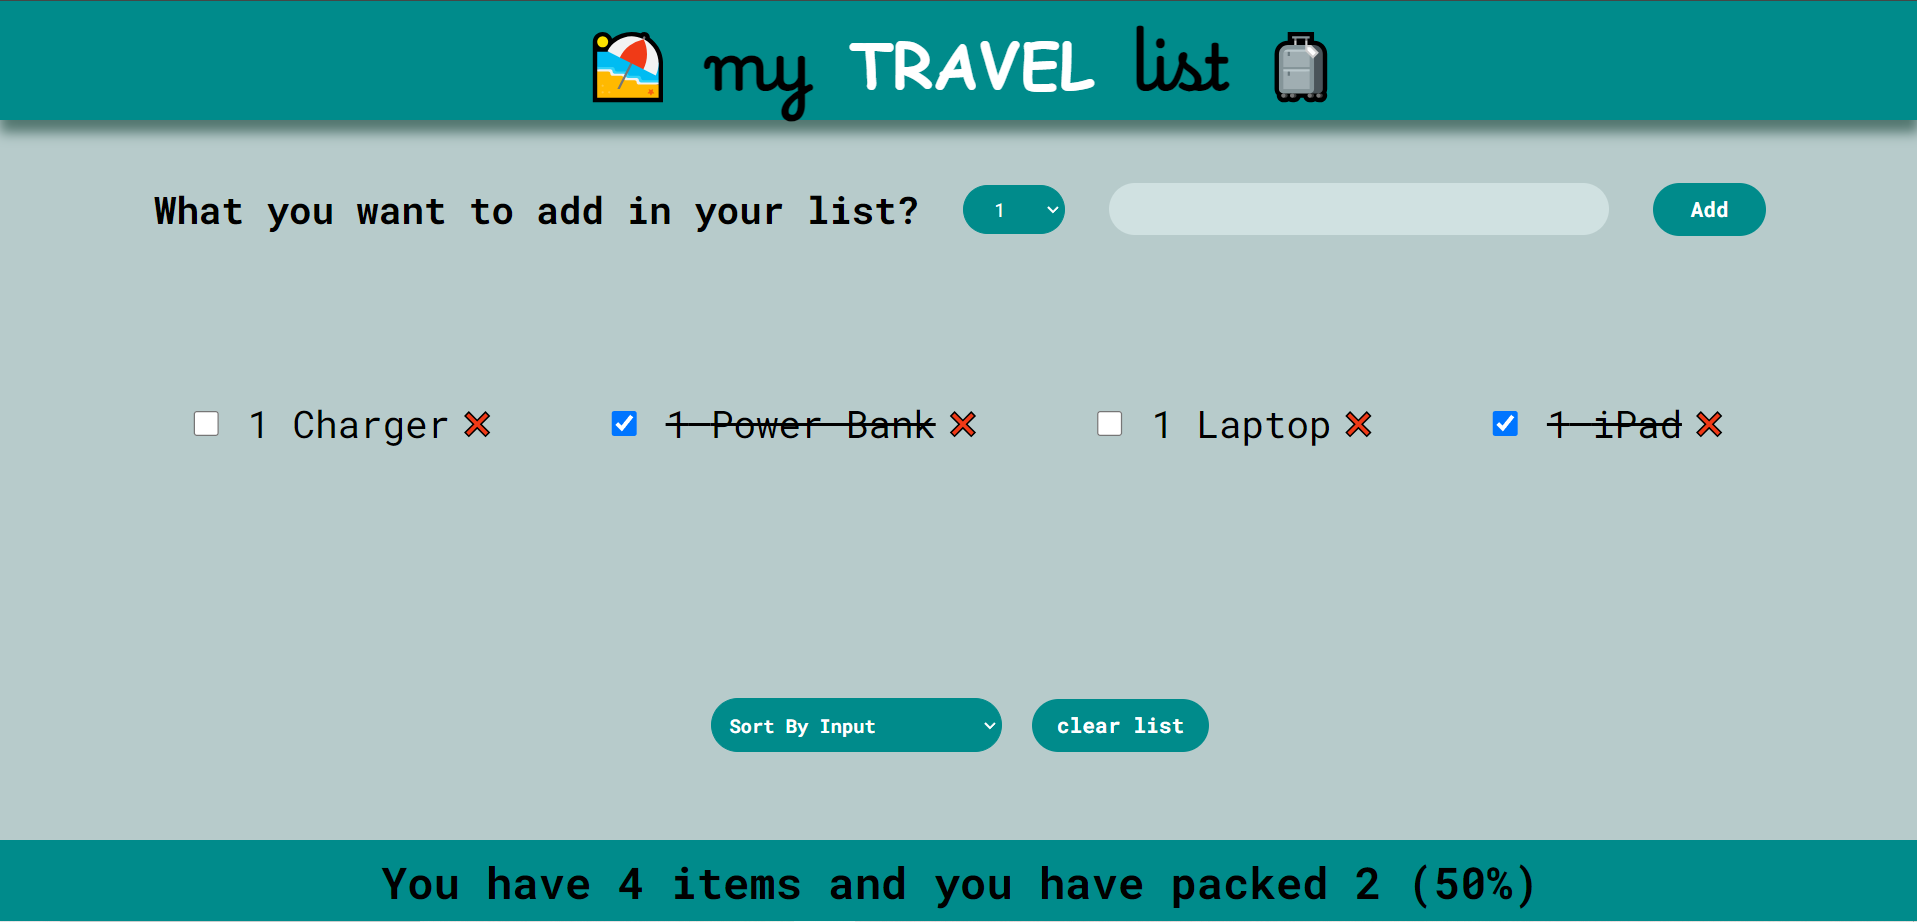 my TRAVEL list
What you want to add in your list? 1 Add
1 Charger 1 Power Bank 1 Laptop 1 iPad
Sort By Input clear list
You have 4 items and you have packed 2 (50%)